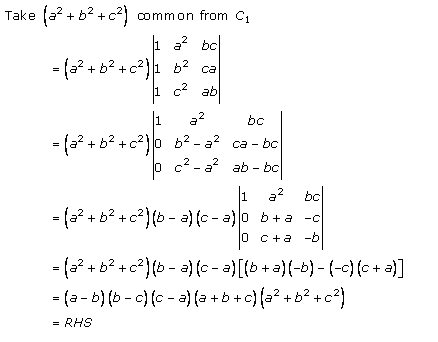 Take (a² + b² + c²) common from C₁
= (a² + b² + c²) |1 a² bc|
|1 b² ca|
|1 c² ab|
= (a² + b² + c²) |1 a² bc|
|0 b² − a² ca − bc|
|0 c² − a² ab − bc|
= (a² + b² + c²)(b − a)(c − a) |1 a² bc|
|0 b + a −c|
|0 c + a −b|
= (a² + b² + c²)(b − a)(c − a)[(b + a)(−b) − (−c)(c + a)]
= (a − b)(b − c)(c − a)(a + b + c)(a² + b² + c²)
= RHS